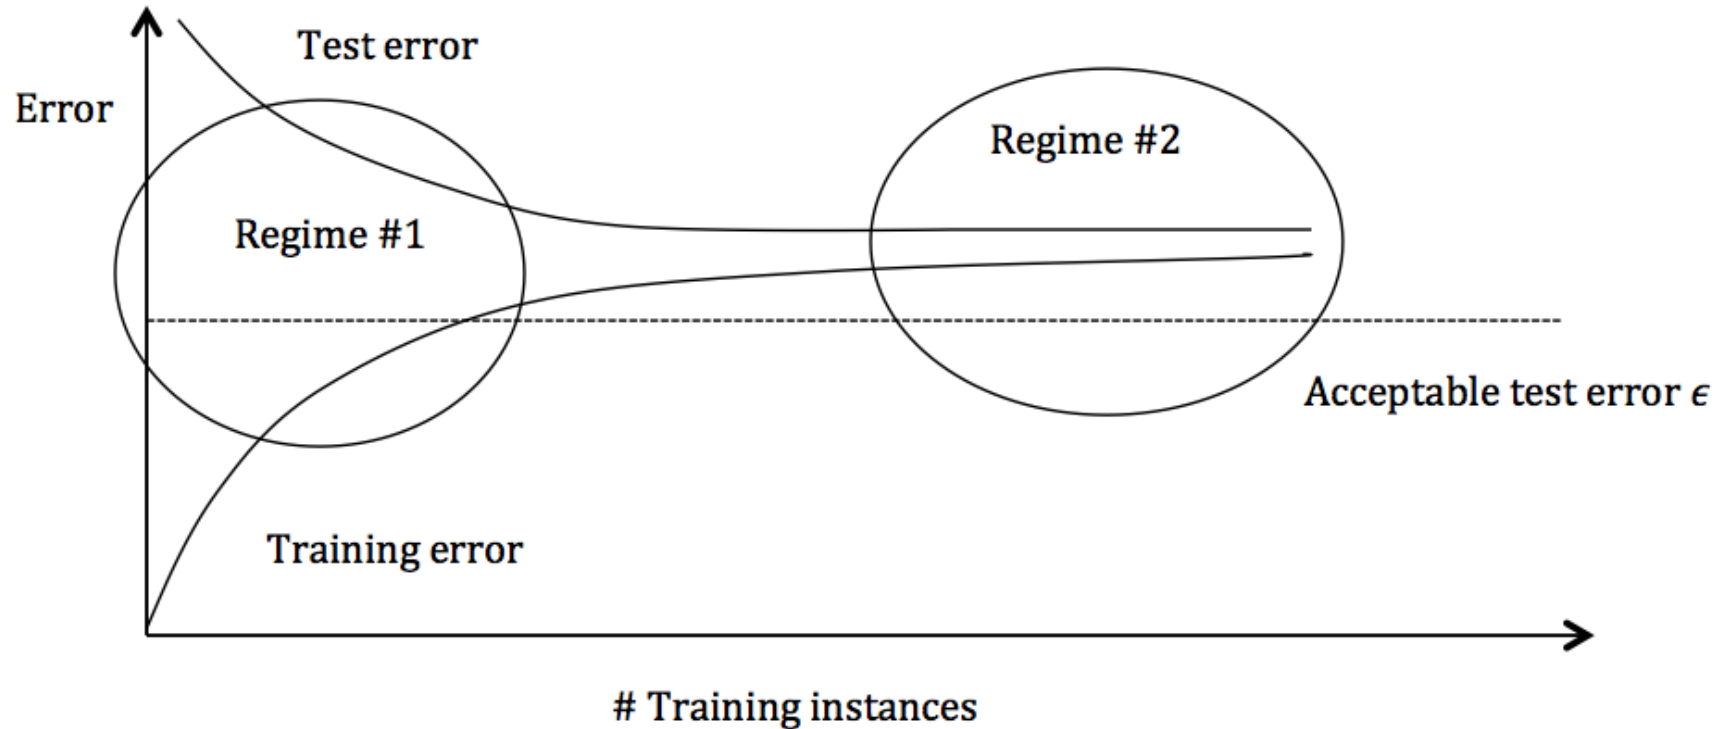 Test error
Error
Regime #2
Regime #1
Acceptable test error ϵ
Training error
# Training instances